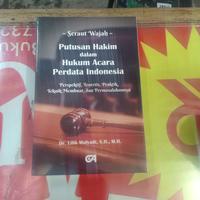 ~ Seraut Wajah ~
Putusan Hakim
dalam
Hukum Acara
Perdata Indonesia
Perspektif, Teoretis, Praktik,
Teknik Membuat, dan Permasalahannya
Dr. Lilik Mulyadi, S.H., M.H.